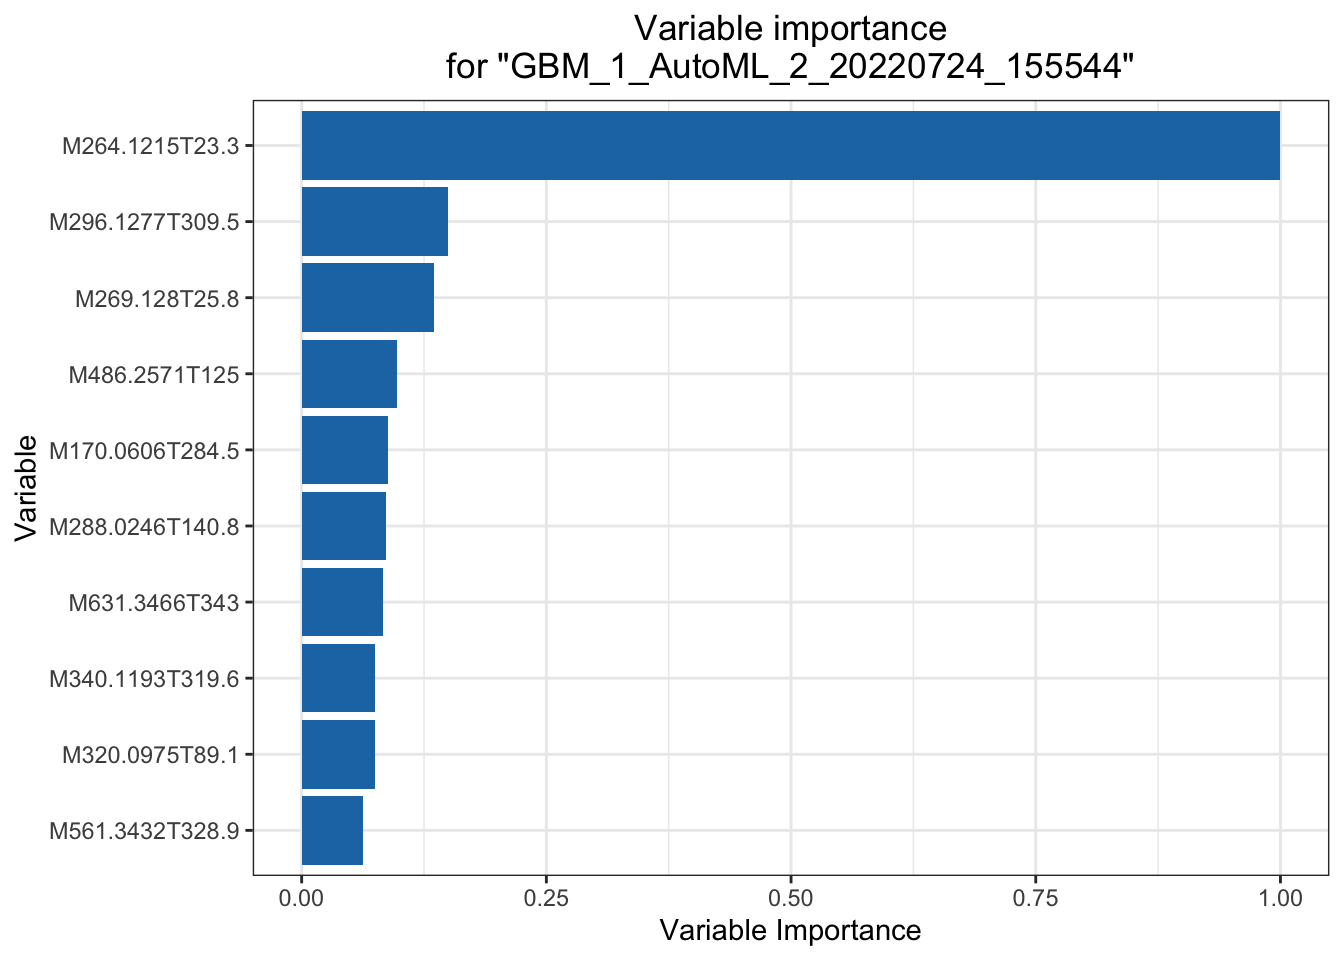 Variable importance
for "GBM_1_AutoML_2_20220724_155544"
M264.1215T23.3
M296.1277T309.5
M269.128T25.8
M486.2571T125
M170.0606T284.5
M288.0246T140.8
M631.3466T343
M340.1193T319.6
M320.0975T89.1
M561.3432T328.9
Variable
0.00 0.25 0.50 0.75 1.00
Variable Importance